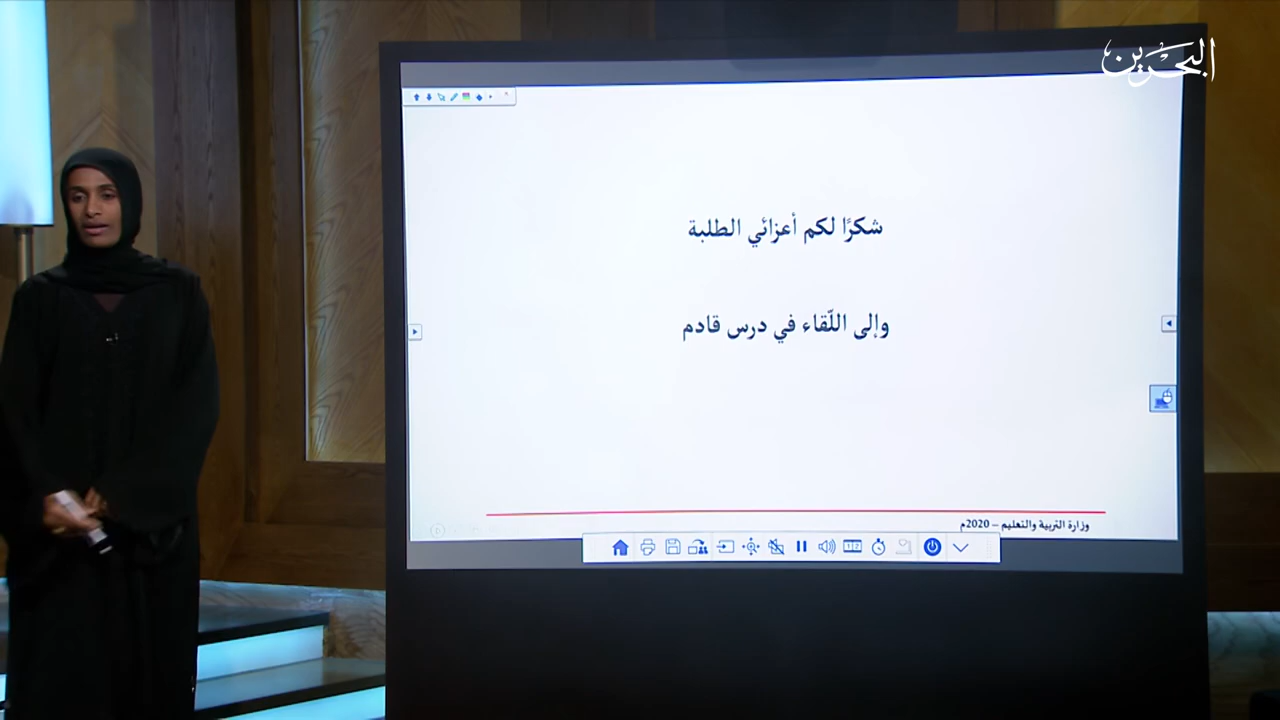 البحرين
شكرًا لكم أعزائي الطلبة
وإلى اللّقاء في درس قادم
وزارة التربية والتعليم – 2020م